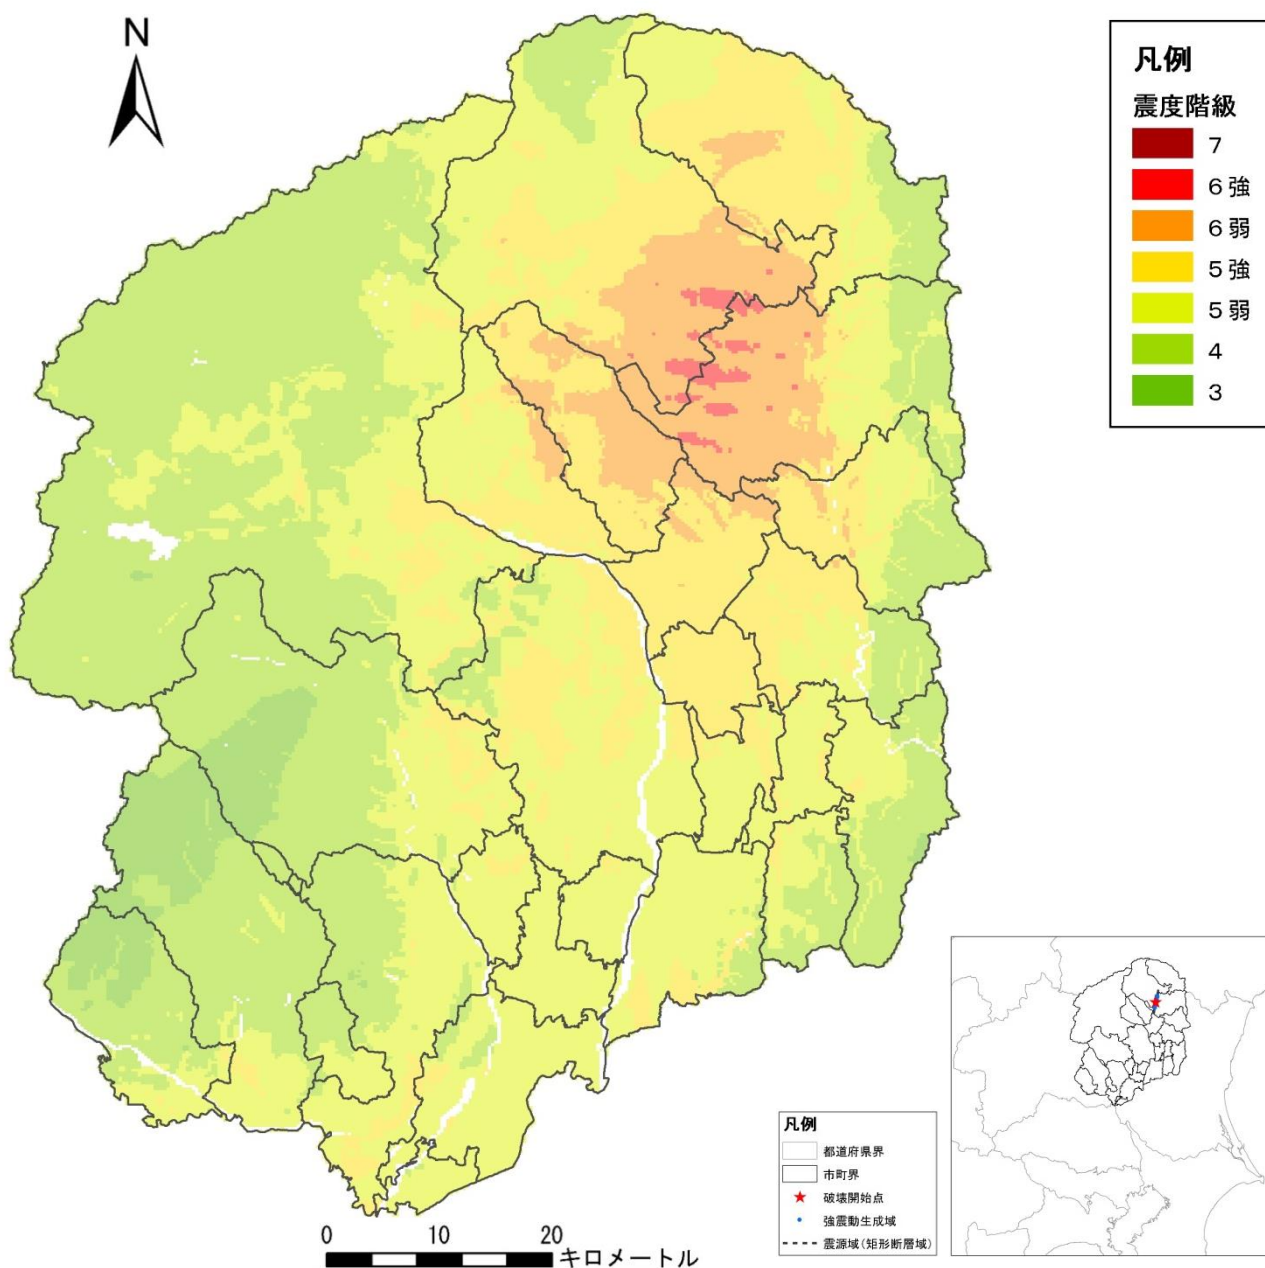 N
凡例
震度階級
7
6強
6弱
5強
5弱
4
3
凡例
都道府県界
市町界
破壊開始点
強震動生成域
震源域(矩形断層域)
0 10 20
キロメートル